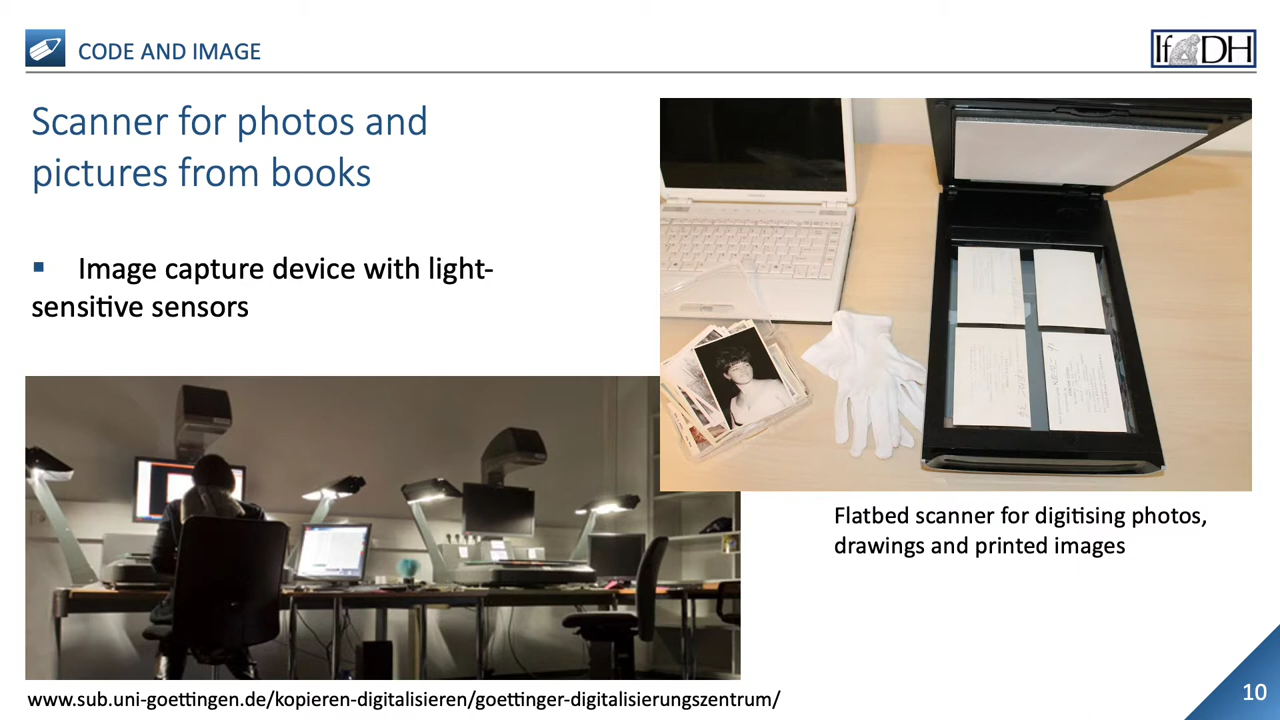 CODE AND IMAGE
IfDH
Scanner for photos and
pictures from books
▪ Image capture device with light-
sensitive sensors
Flatbed scanner for digitising photos,
drawings and printed images
www.sub.uni-goettingen.de/kopieren-digitalisieren/goettinger-digitalisierungszentrum/
10